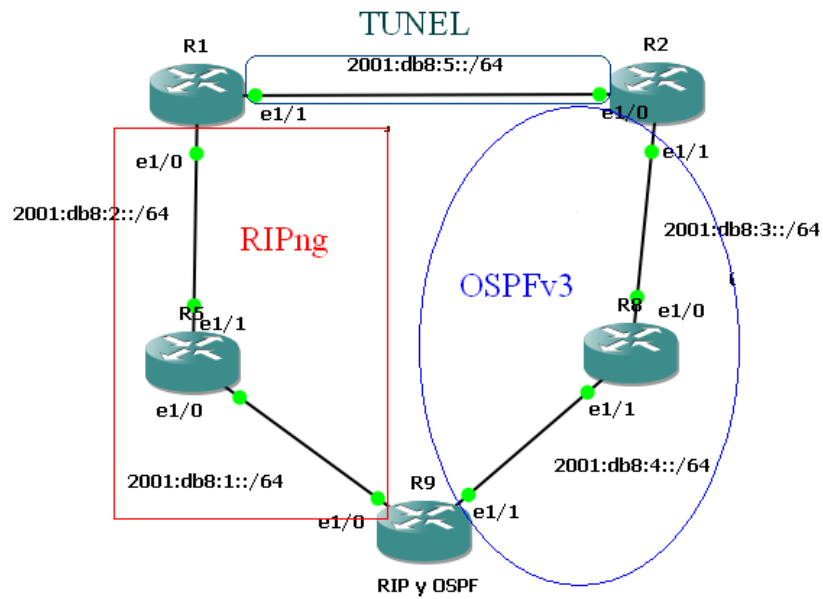 TUNEL
R1
R2
2001:db8:5::/64
e1/1
e1/0
e1/0
e1/1
2001:db8:2::/64
2001:db8:3::/64
RIPng
OSPFv3
R5
e1/1
R8
e1/0
e1/0
e1/1
2001:db8:4::/64
2001:db8:1::/64
R9
e1/0
e1/1
RIP y OSPF